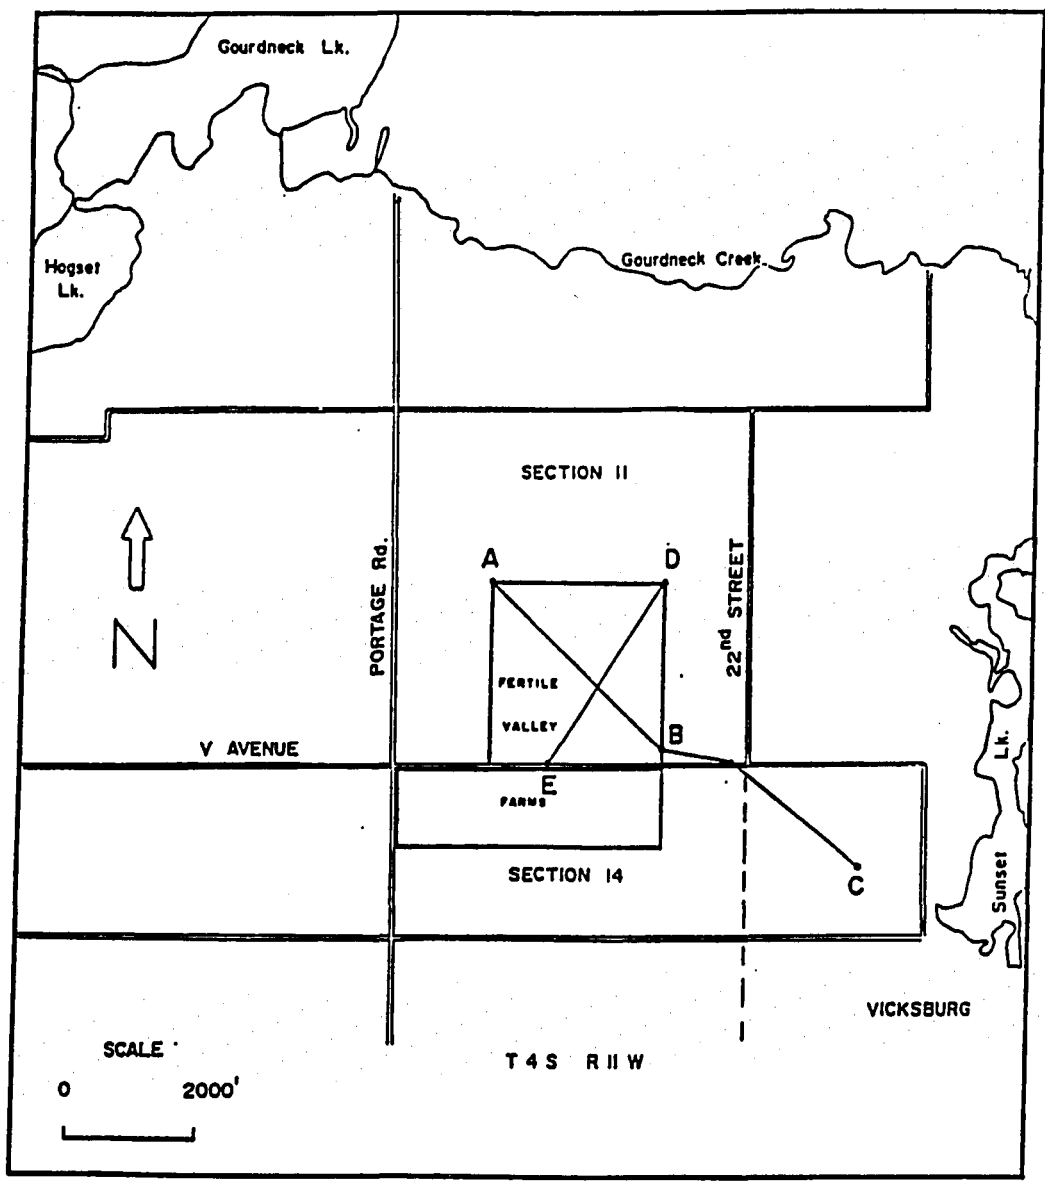 Gourdneck Lk.
Hogset
Lk.
Gourdneck Creek
SECTION 11
A
D
PORTAGE Rd.
22nd STREET
N
FERTILE
VALLEY
B
V AVENUE
E
FARMS
Sunset Lk.
SECTION 14
C
VICKSBURG
SCALE
T 4 S R 11 W
0 2000'